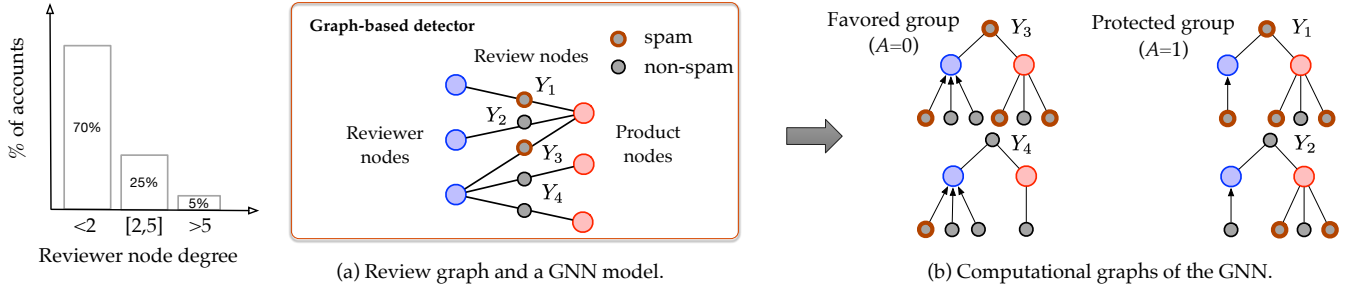 % of accounts
70%
25%
5%
<2
[2,5]
>5
Reviewer node degree
Graph-based detector
Review nodes
spam
non-spam
Reviewer
nodes
Product
nodes
Y1
Y2
Y3
Y4
(a) Review graph and a GNN model.
Favored group
(A=0)
Y3
Y4
Protected group
(A=1)
Y1
Y2
(b) Computational graphs of the GNN.